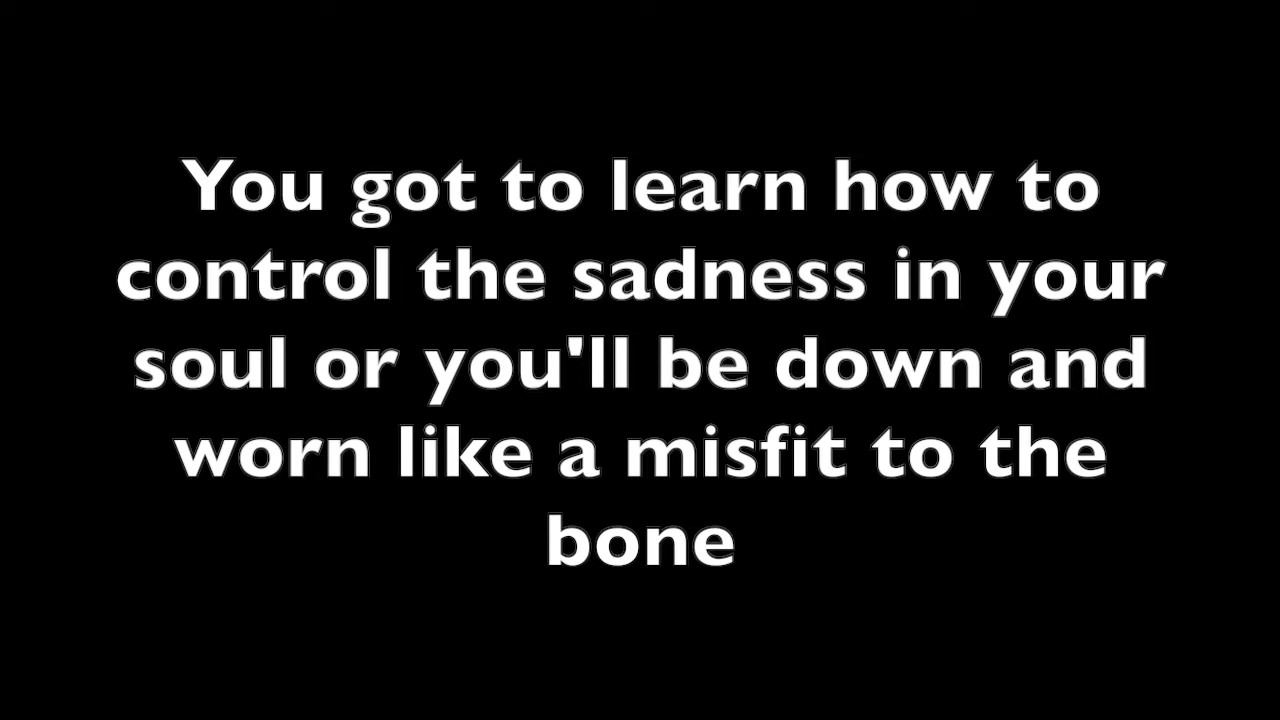 You got to learn how to
control the sadness in your
soul or you'll be down and
worn like a misfit to the
bone